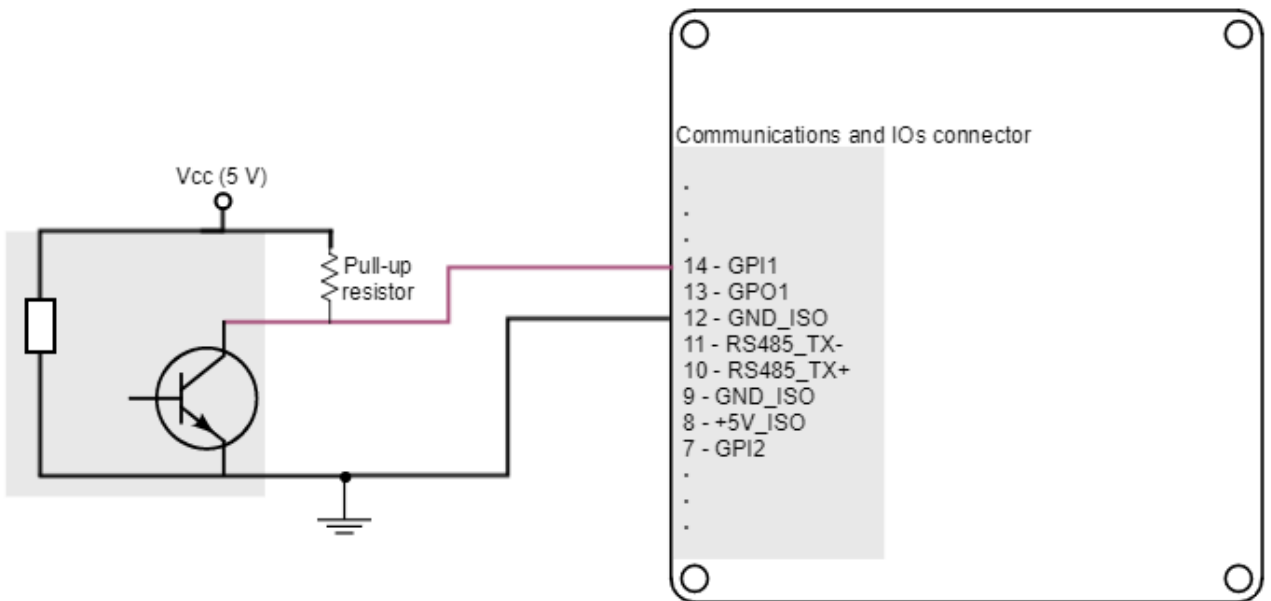 Communications and IOs connector
Vcc (5 V)
Pull-up
resistor
.
.
.
14 - GPI1
13 - GPO1
12 - GND_ISO
11 - RS485_TX-
10 - RS485_TX+
9 - GND_ISO
8 - +5V_ISO
7 - GPI2
.
.
.